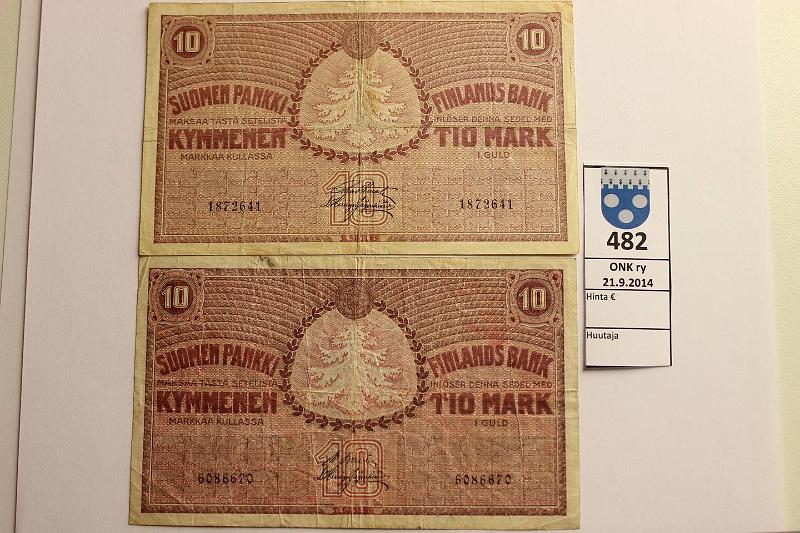 10 10
SUOMEN PANKKI FINLANDS BANK
MAKSAA TÄSTÄ SETELISTÄ INLÖSER DENNA SEDEL MED
KYMMENEN TIO MARK
MARKKAA KULLASSA I GULD
10
1872641 1872641
10 10
SUOMEN PANKKI FINLANDS BANK
MAKSAA TÄSTÄ SETELISTÄ INLÖSER DENNA SEDEL MED
KYMMENEN TIO MARK
MARKKAA KULLASSA I GULD
10
6086670 6086670
482
ONK ry
21.9.2014
Hinta €
Huutaja